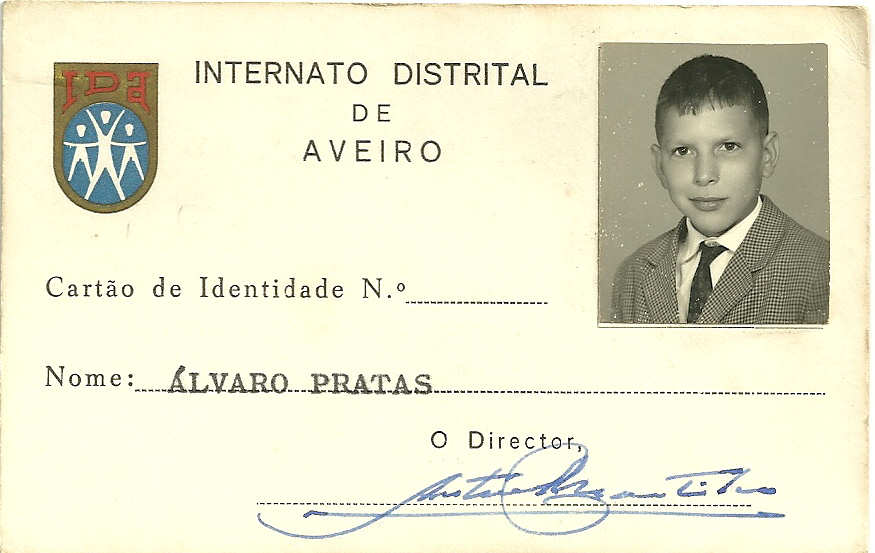 IDA
INTERNATO DISTRITAL
DE
AVEIRO
Cartão de Identidade N.º
Nome: ÁLVARO PRATAS
O Director,